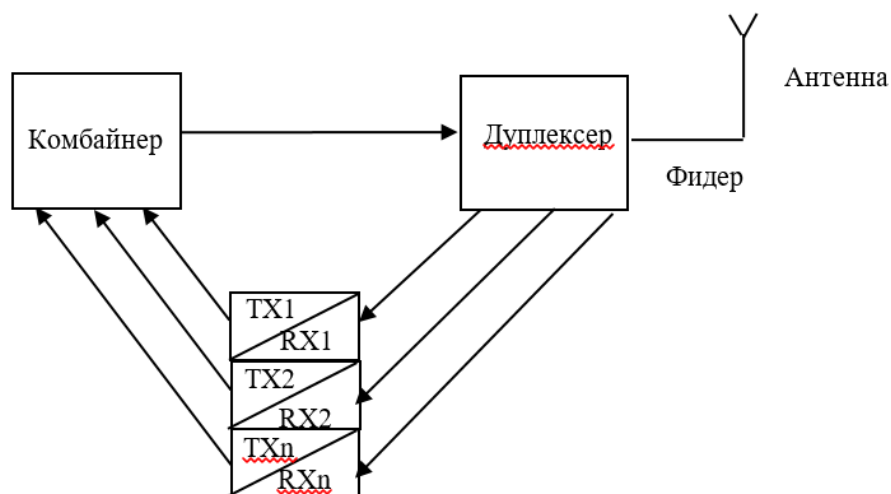 Антенна
Комбайнер
Дуплексер
Фидер
TX1
RX1
TX2
RX2
TXn
RXn